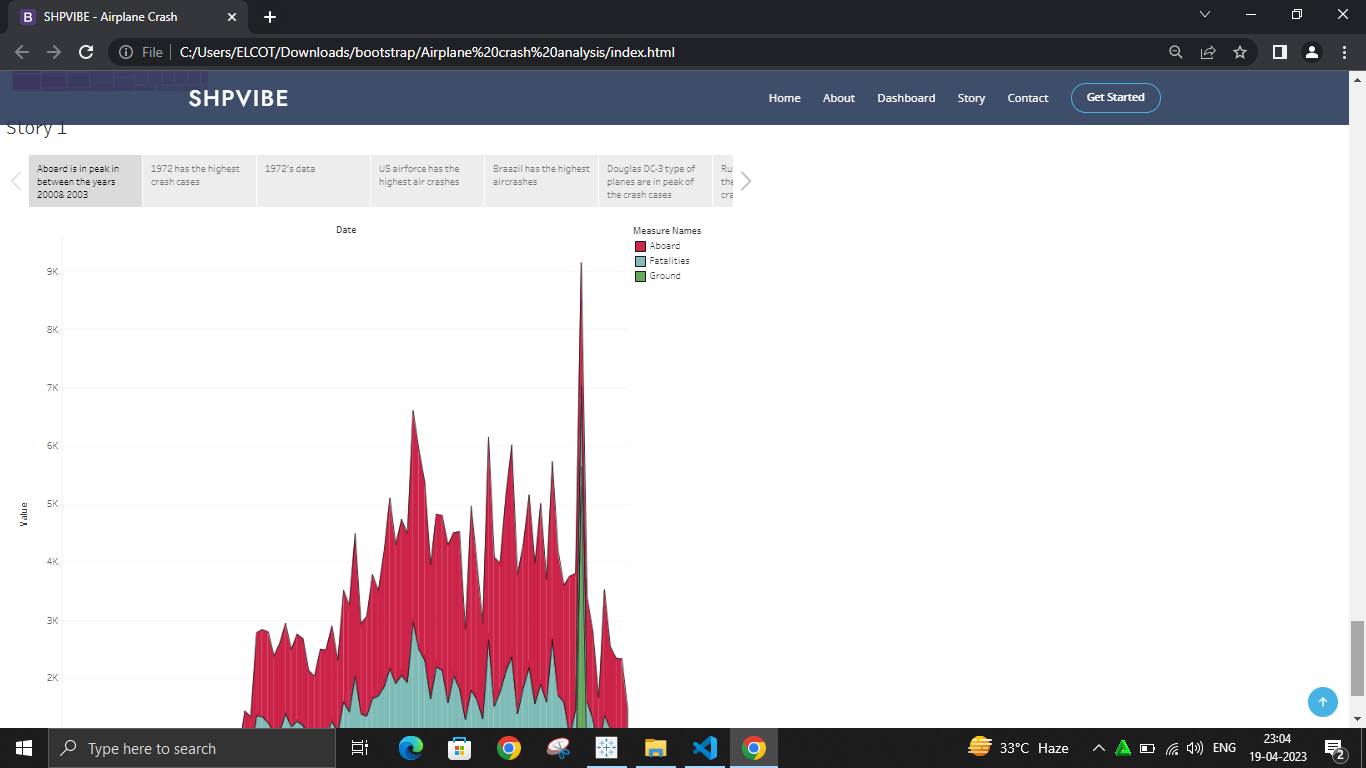 SHPVIBE - Airplane Crash
File C:/Users/ELCOT/Downloads/bootstrap/Airplane%20crash%20analysis/index.html
SHPVIBE
Home About Dashboard Story Contact Get Started
Story 1
Aboard is in peak in
between the years
2000& 2003
1972 has the highest
crash cases
1972's data
US airforce has the
highest air crashes
Braazil has the highest
aircrashes
Douglas DC-3 type of
planes are in peak of
the crash cases
Ru
the
cra
Date
Measure Names
Aboard
Fatalities
Ground
9K
8K
7K
6K
5K
4K
3K
2K
Value
Type here to search
33°C Haze
ENG
23:04
19-04-2023
2